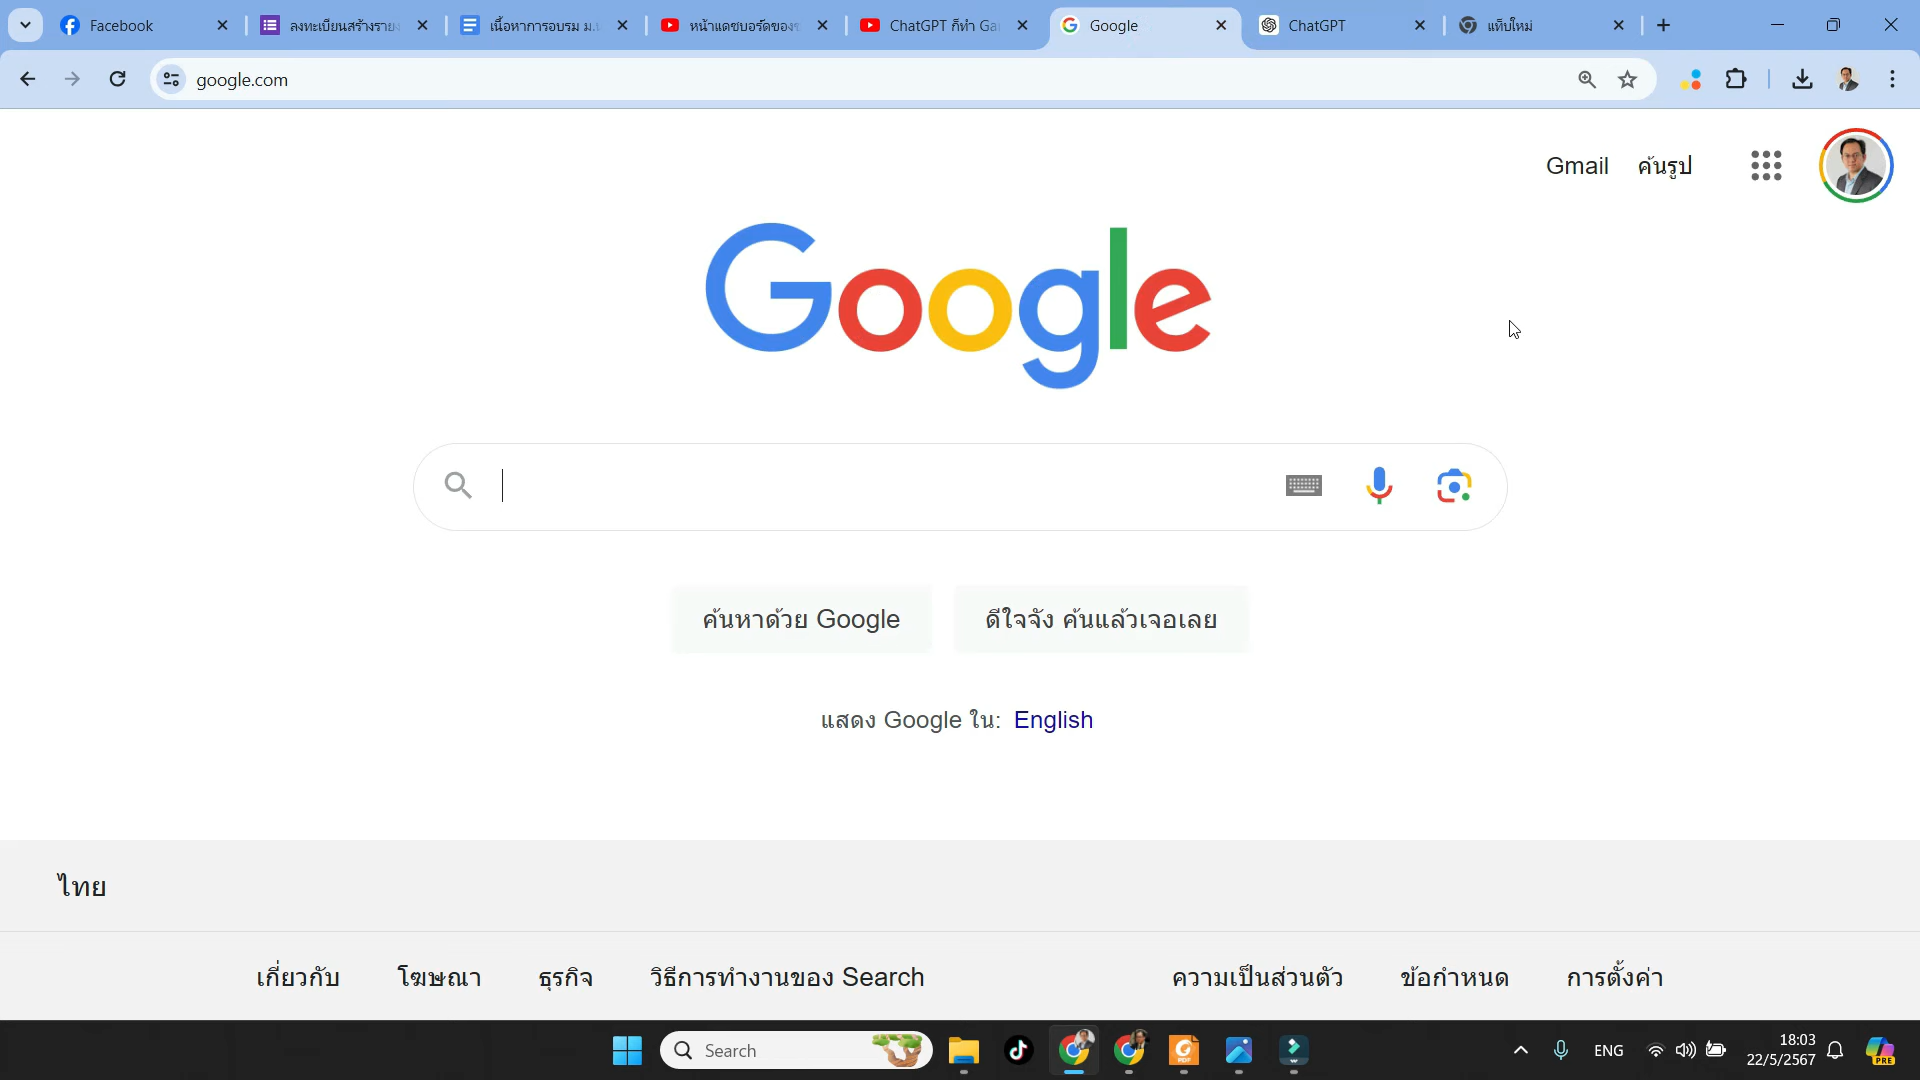 Facebook
ลงทะเบียนสร้างราย
เนื้อหาการอบรม ม.
หน้าแดชบอร์ดของ
ChatGPT ก็ทำ Ga
Google
ChatGPT
แท็บใหม่
google.com
Gmail
ค้นรูป
Google
ค้นหาด้วย Google
ดีใจจัง ค้นแล้วเจอเลย
แสดง Google ใน: English
ไทย
เกี่ยวกับ
โฆษณา
ธุรกิจ
วิธีการทำงานของ Search
ความเป็นส่วนตัว
ข้อกำหนด
การตั้งค่า
Search
PDF
ENG
18:03
22/5/2567
PRE